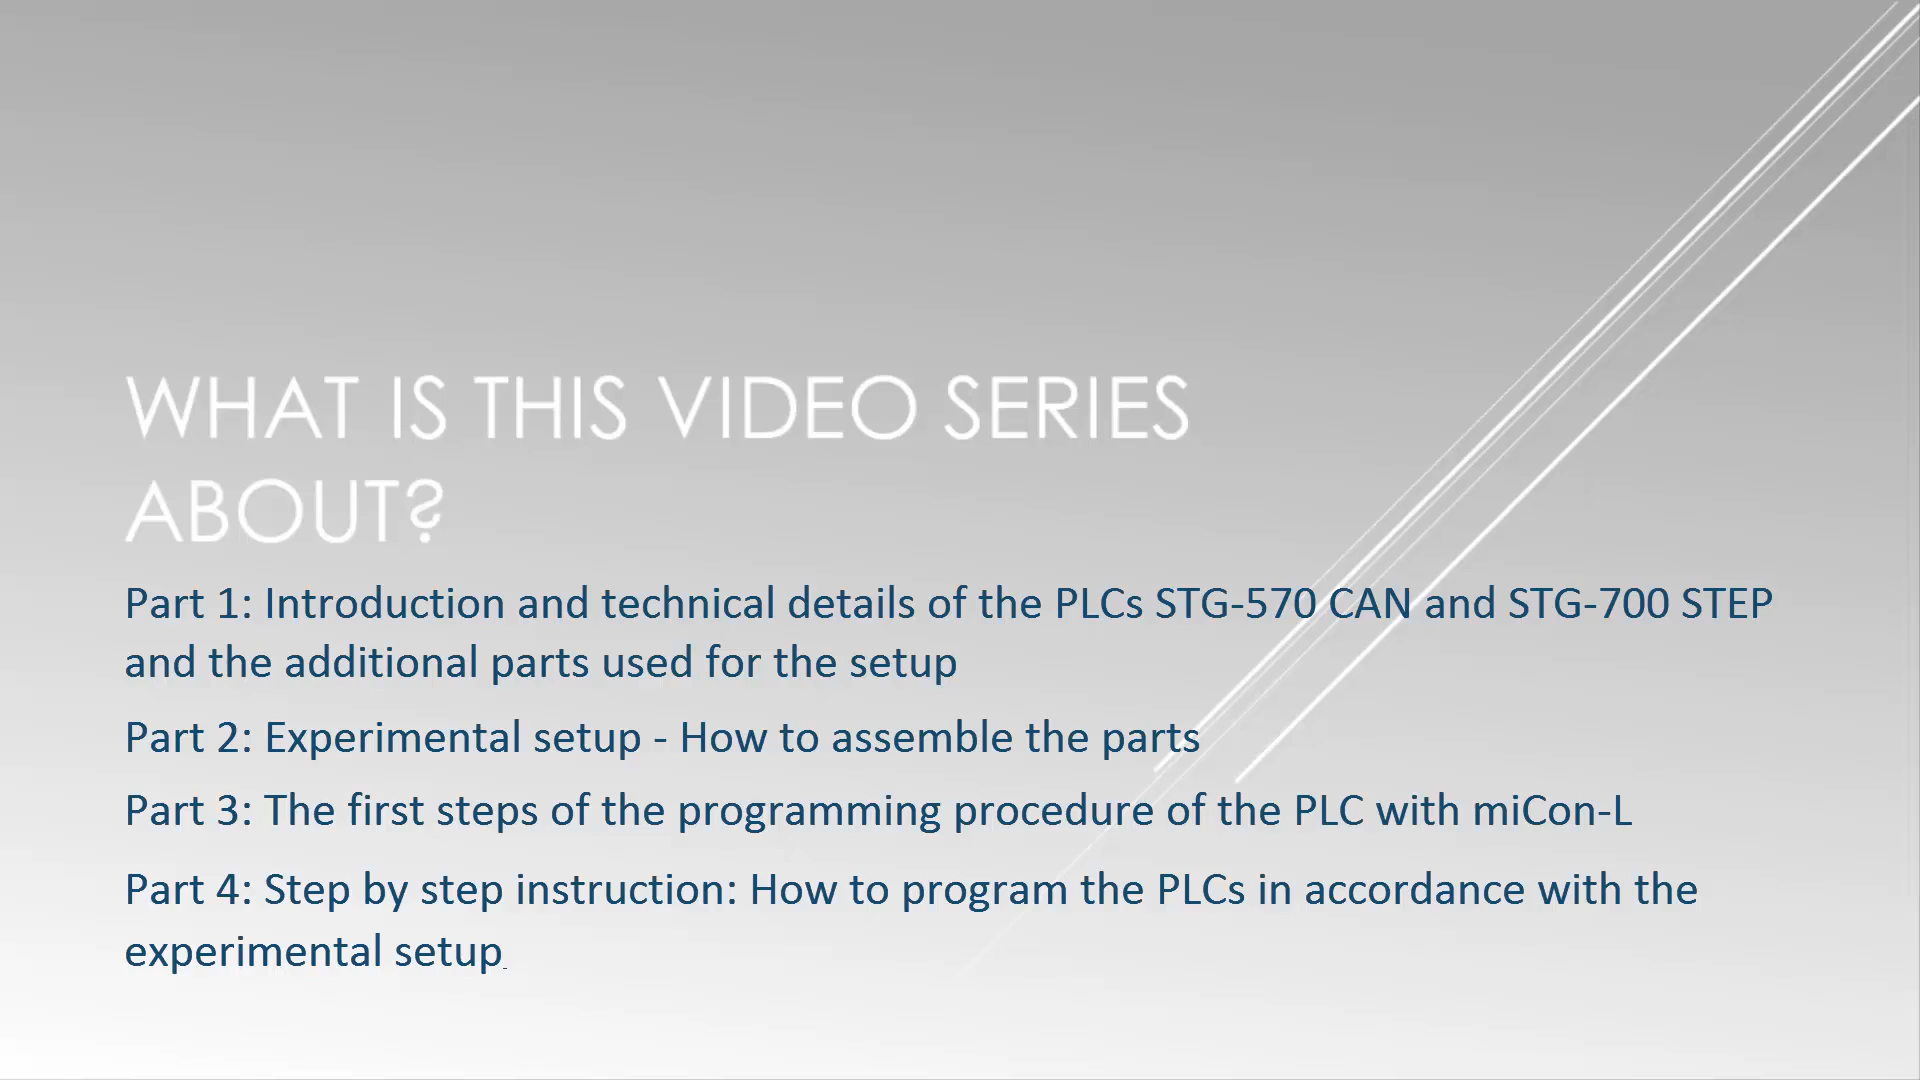 WHAT IS THIS VIDEO SERIES
ABOUT?
Part 1: Introduction and technical details of the PLCs STG-570 CAN and STG-700 STEP
and the additional parts used for the setup
Part 2: Experimental setup - How to assemble the parts
Part 3: The first steps of the programming procedure of the PLC with miCon-L
Part 4: Step by step instruction: How to program the PLCs in accordance with the
experimental setup